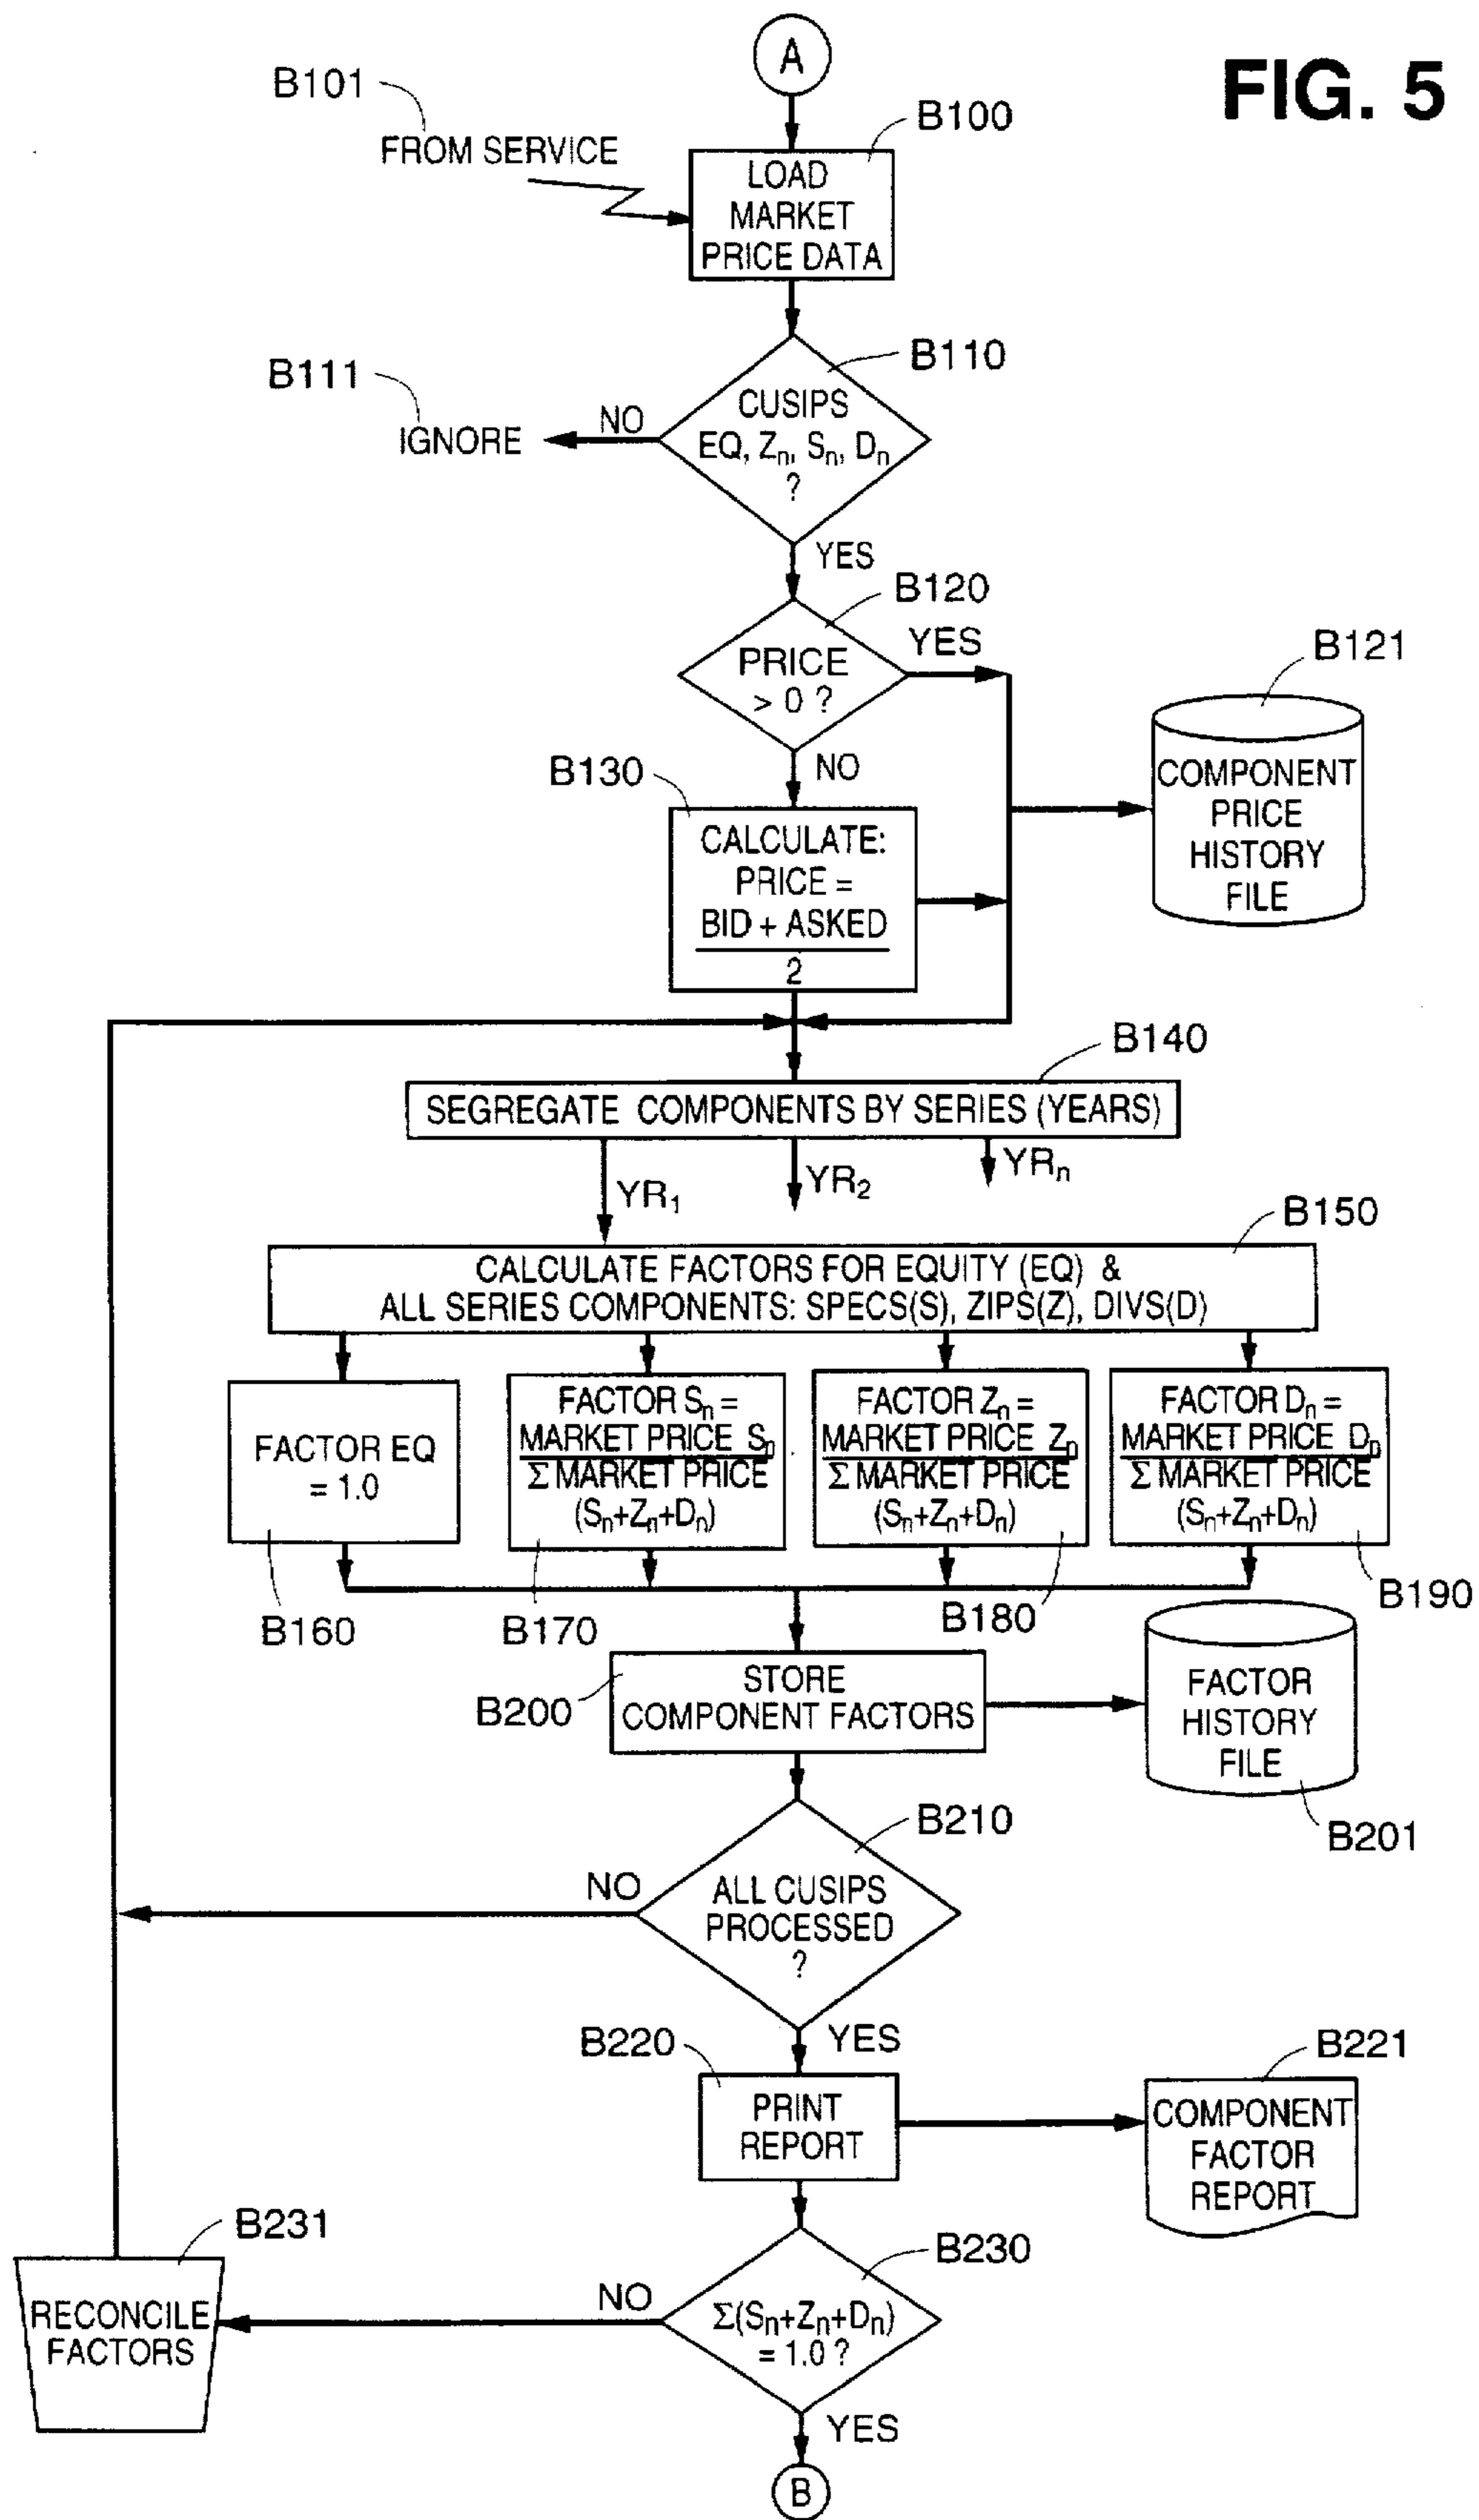 FIG. 5
A
B101
FROM SERVICE
B100
LOAD
MARKET
PRICE DATA
B110
B111
CUSIPS
EQ, Zn, Sn, Dn
?
NO
IGNORE
YES
B120
PRICE
> 0 ?
YES
B121
COMPONENT
PRICE
HISTORY
FILE
NO
B130
CALCULATE:
PRICE =
BID + ASKED
2
B140
SEGREGATE COMPONENTS BY SERIES (YEARS)
YR1
YR2
YRn
B150
CALCULATE FACTORS FOR EQUITY (EQ) &
ALL SERIES COMPONENTS: SPECS(S), ZIPS(Z), DIVS(D)
FACTOR EQ
= 1.0
FACTOR Sn =
MARKET PRICE Sn
Σ MARKET PRICE
(Sn+Zn+Dn)
FACTOR Zn =
MARKET PRICE Zn
Σ MARKET PRICE
(Sn+Zn+Dn)
FACTOR Dn =
MARKET PRICE Dn
Σ MARKET PRICE
(Sn+Zn+Dn)
B160
B170
B180
B190
B200
STORE
COMPONENT FACTORS
FACTOR
HISTORY
FILE
B201
B210
ALL CUSIPS
PROCESSED
?
NO
YES
B220
PRINT
REPORT
B221
COMPONENT
FACTOR
REPORT
B231
RECONCILE
FACTORS
B230
NO
Σ(Sn+Zn+Dn)
= 1.0 ?
YES
B